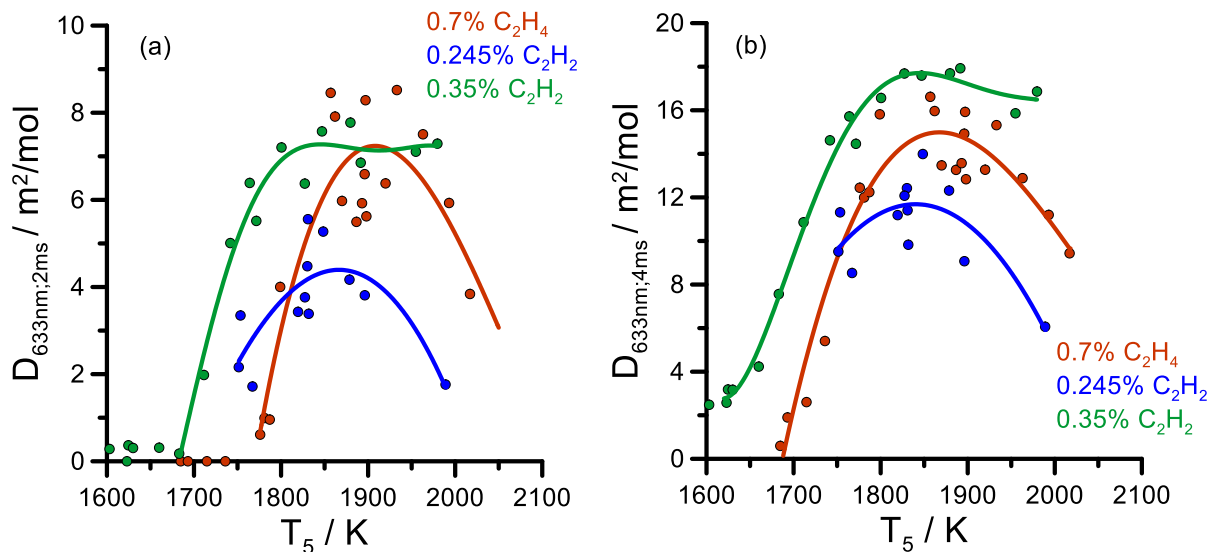 (a)
0.7% C₂H₄
0.245% C₂H₂
0.35% C₂H₂
10
8
6
4
2
0
D₆₃₃ₙₘ;₂ₘₛ / m²/mol
1600 1700 1800 1900 2000 2100
T₅ / K
(b)
20
16
12
8
4
0
D₆₃₃ₙₘ;₄ₘₛ / m²/mol
0.7% C₂H₄
0.245% C₂H₂
0.35% C₂H₂
1600 1700 1800 1900 2000 2100
T₅ / K